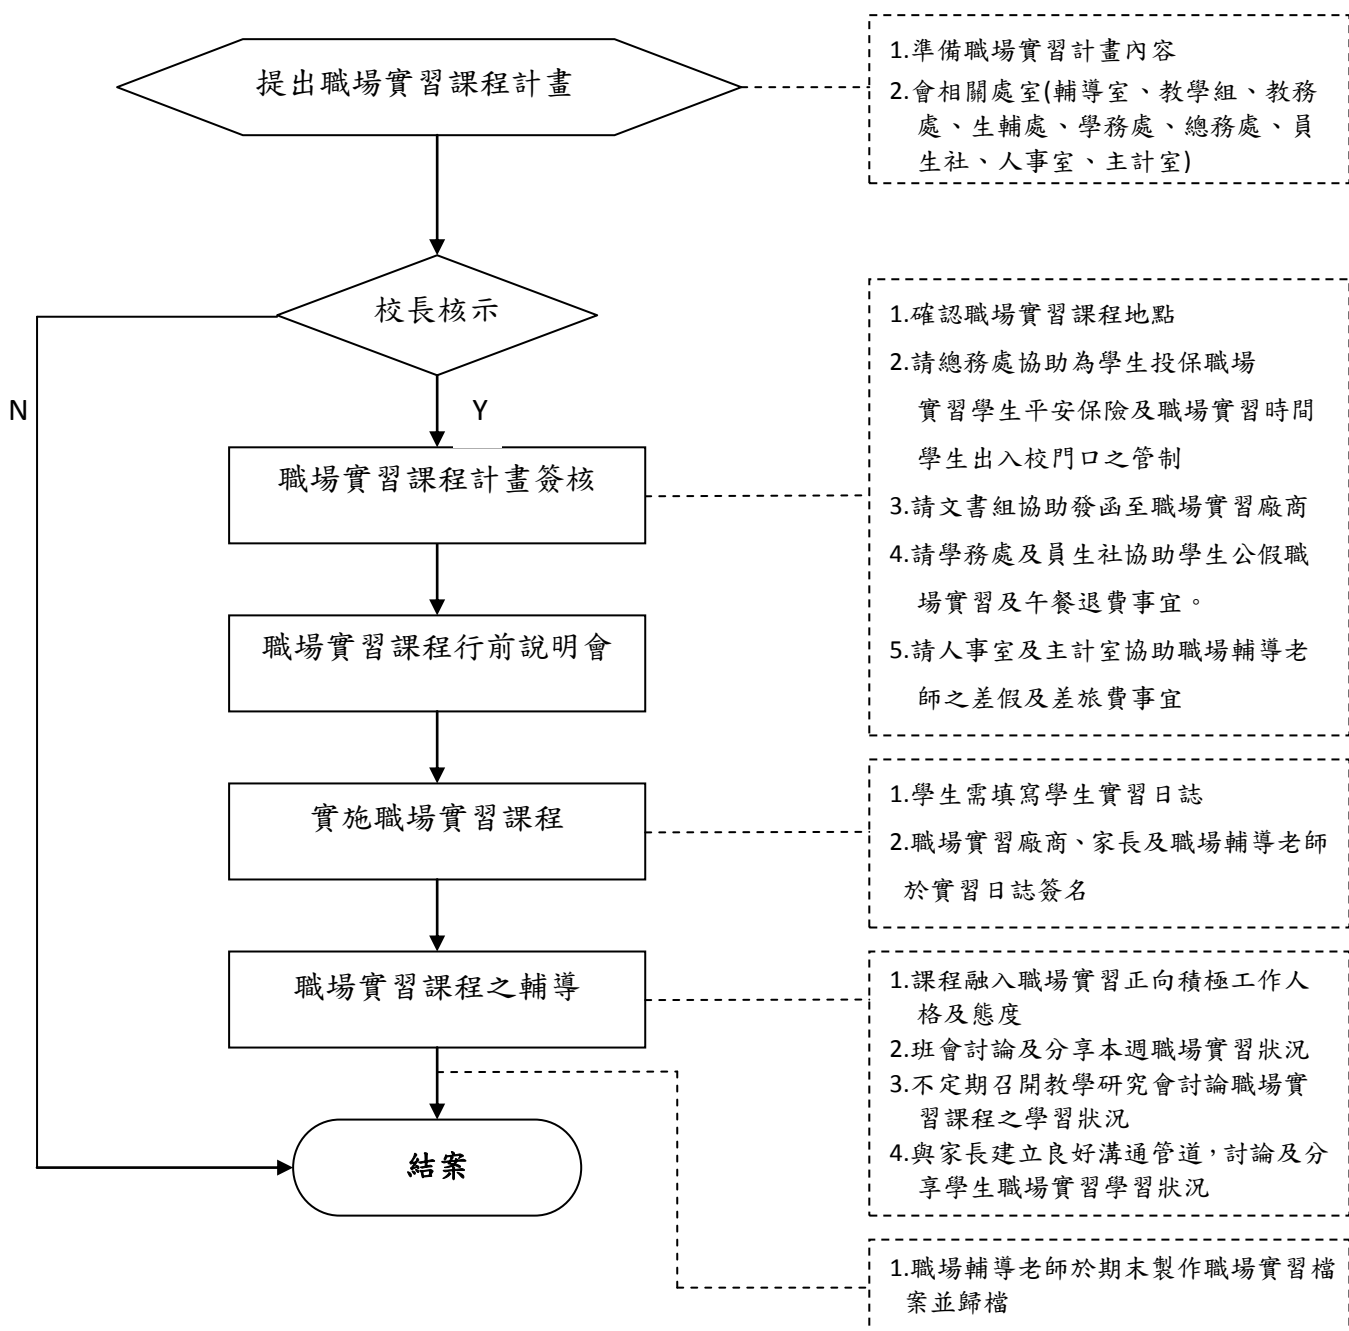 提出職場實習課程計畫
1.準備職場實習計畫內容
2.會相關處室(輔導室、教學組、教務
處、生輔處、學務處、總務處、員
生社、人事室、主計室)
校長核示
N
Y
職場實習課程計畫簽核
1.確認職場實習課程地點
2.請總務處協助為學生投保職場
實習學生平安保險及職場實習時間
學生出入校門口之管制
3.請文書組協助發函至職場實習廠商
4.請學務處及員生社協助學生公假職
場實習及午餐退費事宜。
5.請人事室及主計室協助職場輔導老
師之差假及差旅費事宜
職場實習課程行前說明會
實施職場實習課程
1.學生需填寫學生實習日誌
2.職場實習廠商、家長及職場輔導老師
於實習日誌簽名
職場實習課程之輔導
1.課程融入職場實習正向積極工作人
格及態度
2.班會討論及分享本週職場實習狀況
3.不定期召開教學研究會討論職場實
習課程之學習狀況
4.與家長建立良好溝通管道，討論及分
享學生職場實習學習狀況
結案
1.職場輔導老師於期末製作職場實習檔
案並歸檔